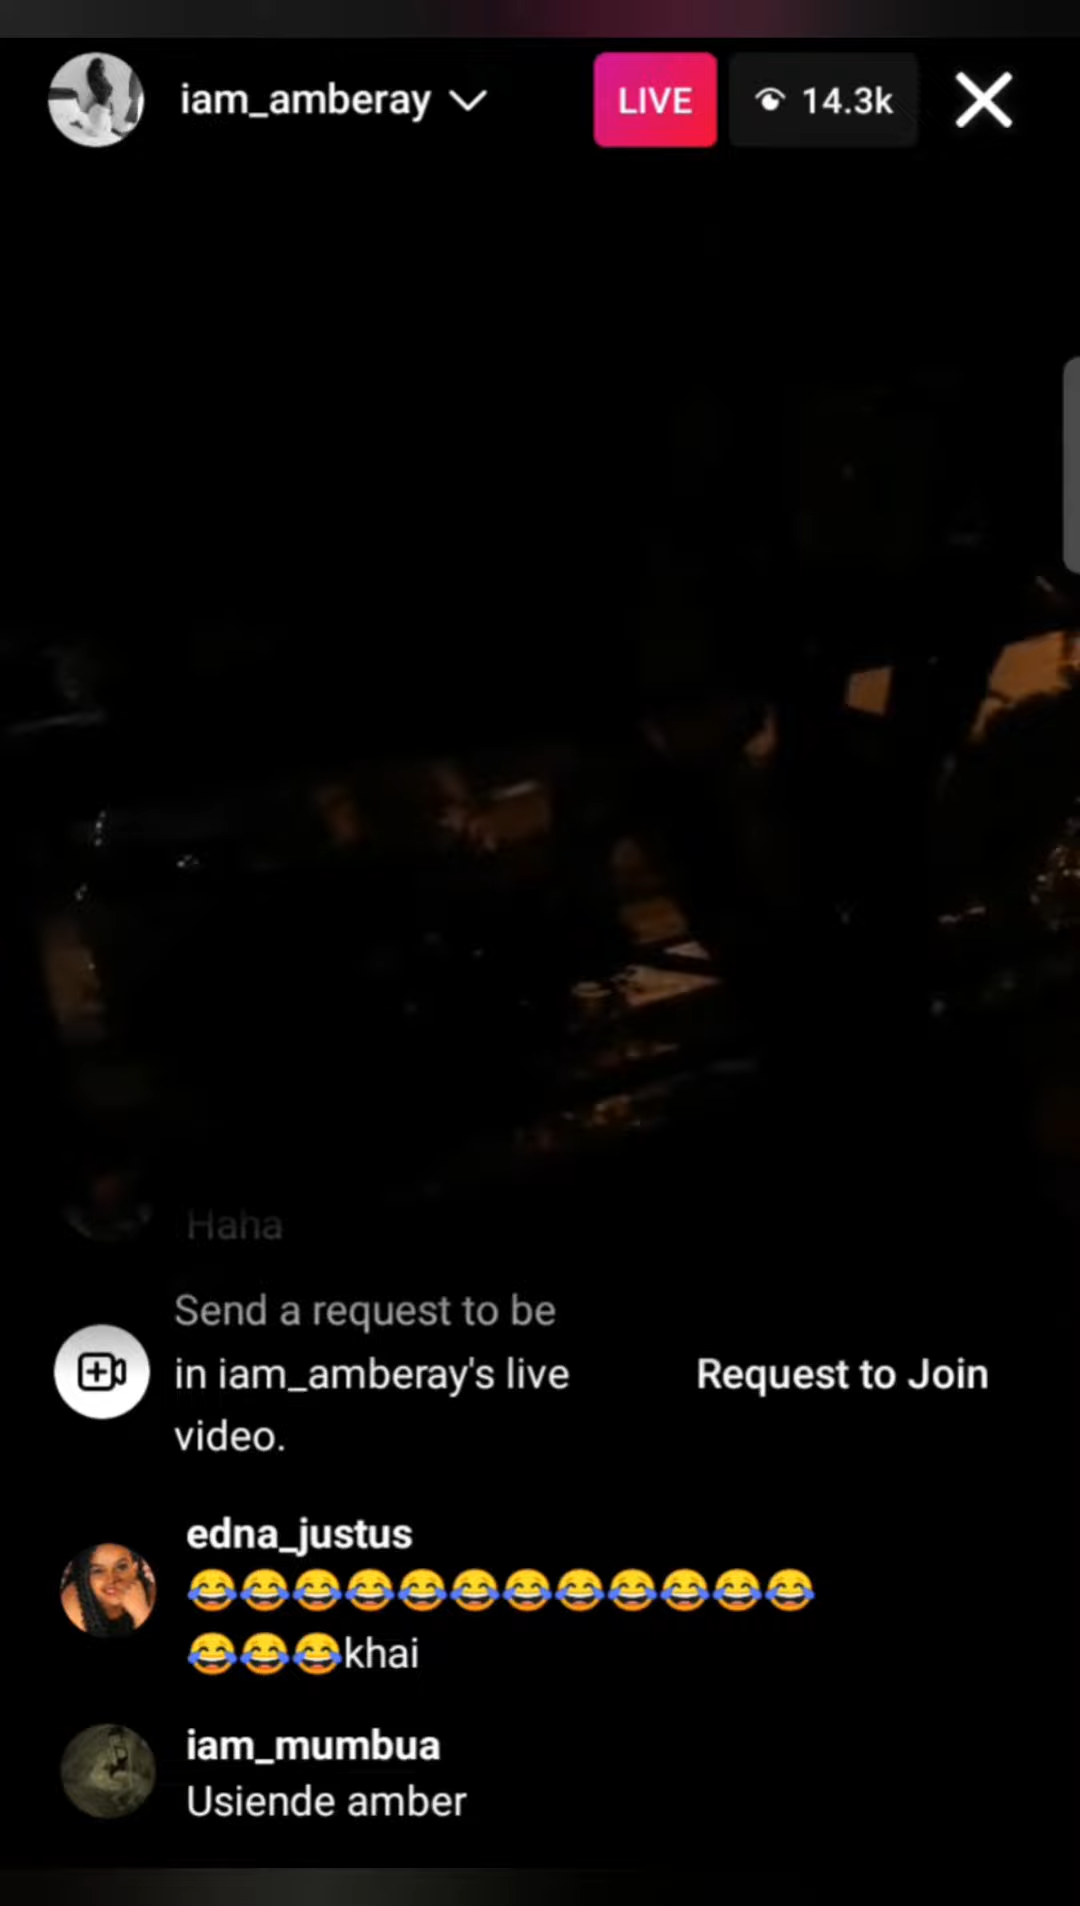 iam_amberay
LIVE
14.3k
Haha
Send a request to be
in iam_amberay's live
video.
Request to Join
edna_justus
😂😂😂😂😂😂😂😂😂😂😂😂
😂😂😂khai
iam_mumbua
Usiende amber